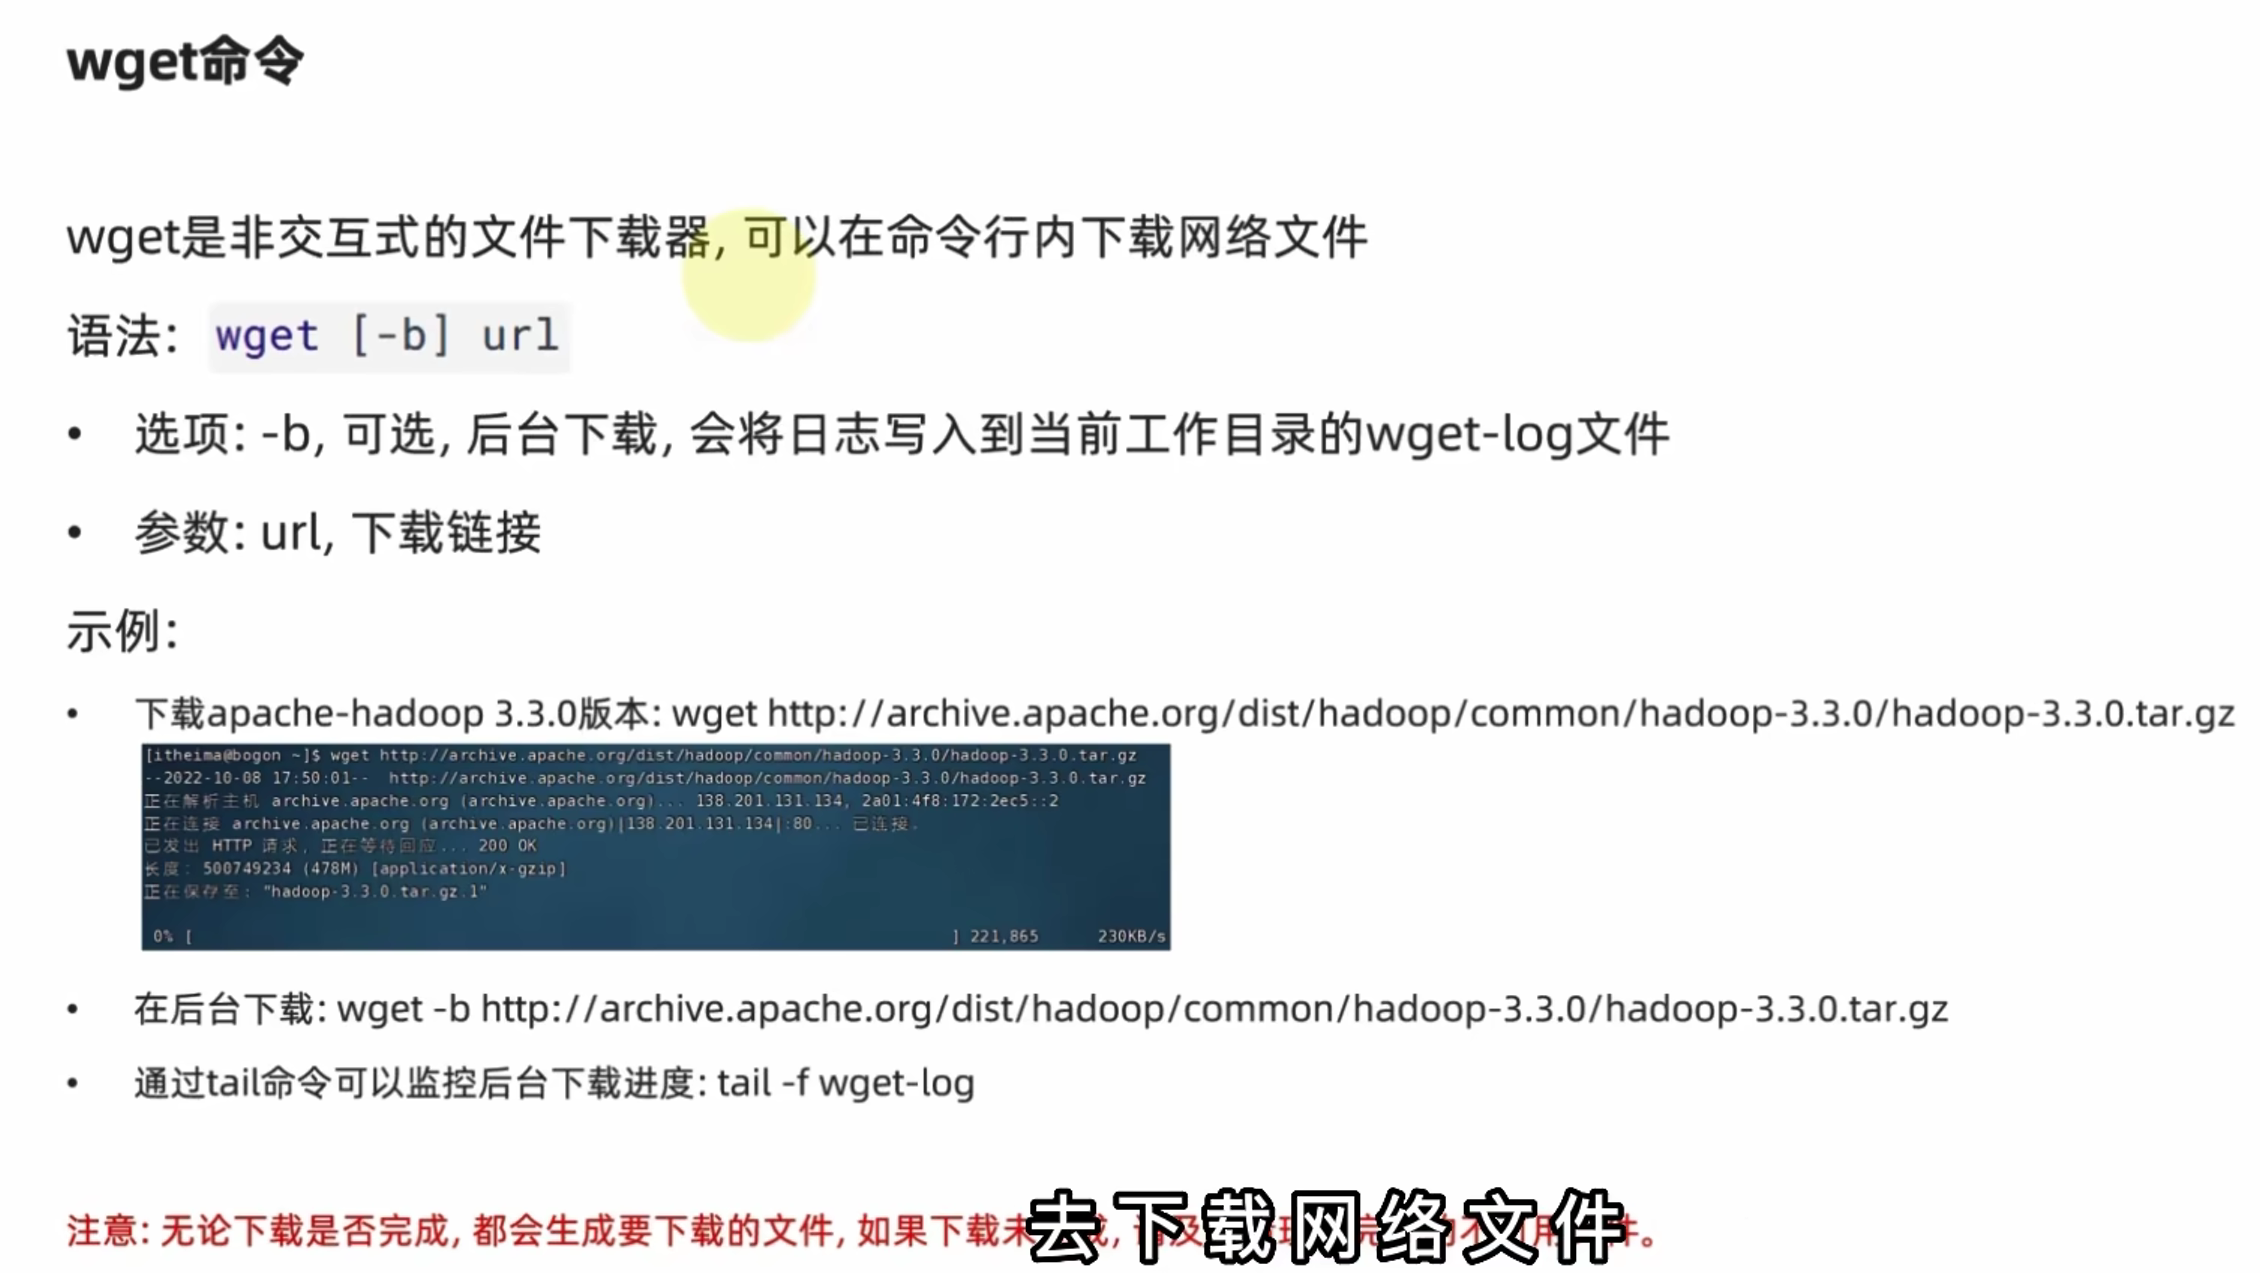 wget命令
wget是非交互式的文件下载器, 可以在命令行内下载网络文件
语法: wget [-b] url
• 选项: -b, 可选, 后台下载, 会将日志写入到当前工作目录的wget-log文件
• 参数: url, 下载链接
示例:
• 下载apache-hadoop 3.3.0版本: wget http://archive.apache.org/dist/hadoop/common/hadoop-3.3.0/hadoop-3.3.0.tar.gz
[itheima@bogon ~]$ wget http://archive.apache.org/dist/hadoop/common/hadoop-3.3.0/hadoop-3.3.0.tar.gz
--2022-10-08 17:50:01-- http://archive.apache.org/dist/hadoop/common/hadoop-3.3.0/hadoop-3.3.0.tar.gz
正在解析主机 archive.apache.org (archive.apache.org)... 138.201.131.134, 2a01:4f8:172:2ec5::2
正在连接 archive.apache.org (archive.apache.org)|138.201.131.134|:80... 已连接。
已发出 HTTP 请求, 正在等待回应... 200 OK
长度: 500749234 (478M) [application/x-gzip]
正在保存至: "hadoop-3.3.0.tar.gz.1"
0% [ ] 221,865 230KB/s
• 在后台下载: wget -b http://archive.apache.org/dist/hadoop/common/hadoop-3.3.0/hadoop-3.3.0.tar.gz
• 通过tail命令可以监控后台下载进度: tail -f wget-log
注意: 无论下载是否完成, 都会生成要下载的文件, 如果下载未
去下载网络文件